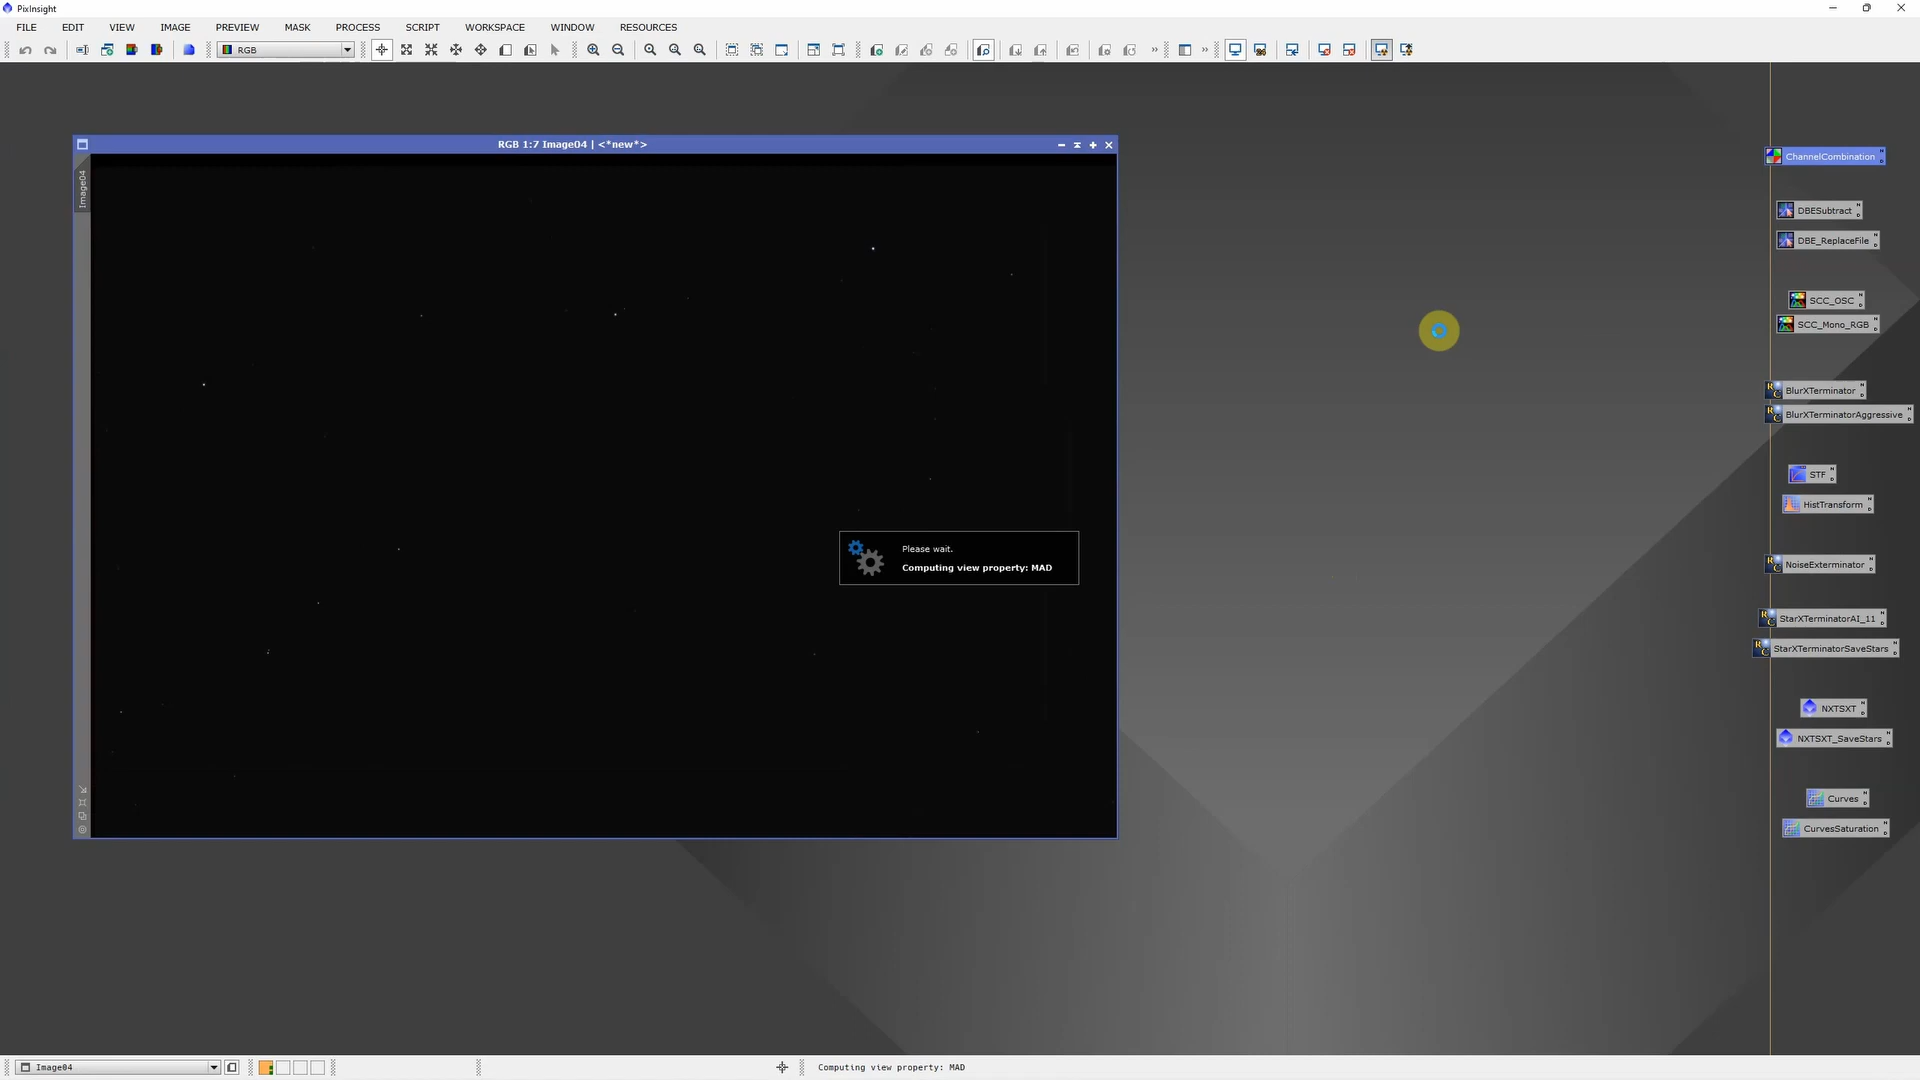 PixInsight
FILE EDIT VIEW IMAGE PREVIEW MASK PROCESS SCRIPT WORKSPACE WINDOW RESOURCES
RGB
RGB 1:7 Image04 | <*new*>
Image04
Please wait.
Computing view property: MAD
ChannelCombination
DBESubtract
DBE_ReplaceFile
SCC_OSC
SCC_Mono_RGB
BlurXTerminator
BlurXTerminatorAggressive
STF
HistTransform
NoiseExterminator
StarXTerminatorAI_11
StarXTerminatorSaveStars
NXTSXT
NXTSXT_SaveStars
Curves
CurvesSaturation
Image04
Computing view property: MAD